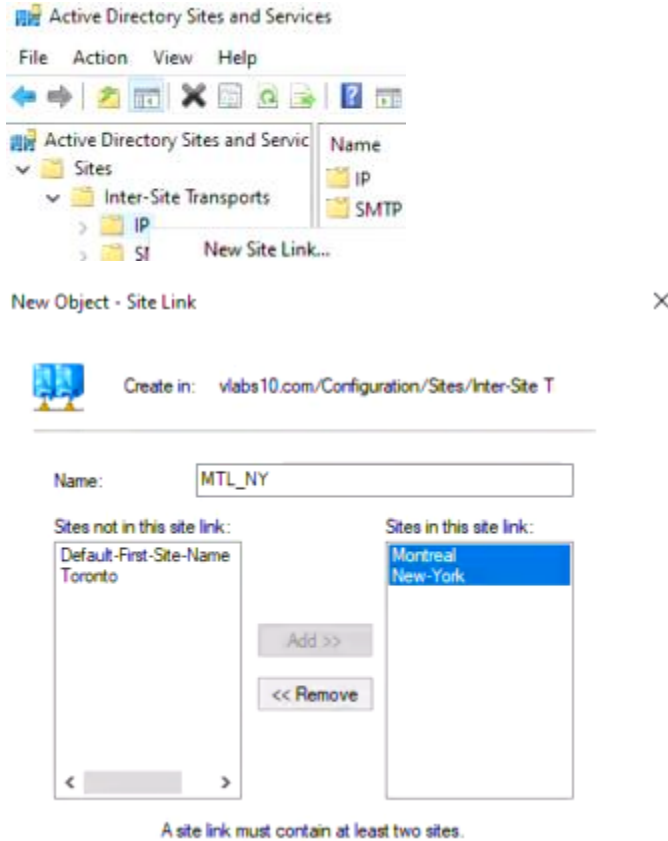 Active Directory Sites and Services
File Action View Help
Active Directory Sites and Servic
Name
Sites
IP
Inter-Site Transports
SMTP
IP
New Site Link...
New Object - Site Link
Create in: vlabs10.com/Configuration/Sites/Inter-Site T
Name: MTL_NY
Sites not in this site link:
Sites in this site link:
Default-First-Site-Name
Toronto
Montreal
New-York
Add >>
<< Remove
A site link must contain at least two sites.